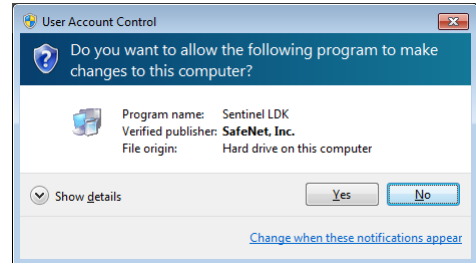 User Account Control
Do you want to allow the following program to make
changes to this computer?
Program name: Sentinel LDK
Verified publisher: SafeNet, Inc.
File origin: Hard drive on this computer
Show details
Yes
No
Change when these notifications appear